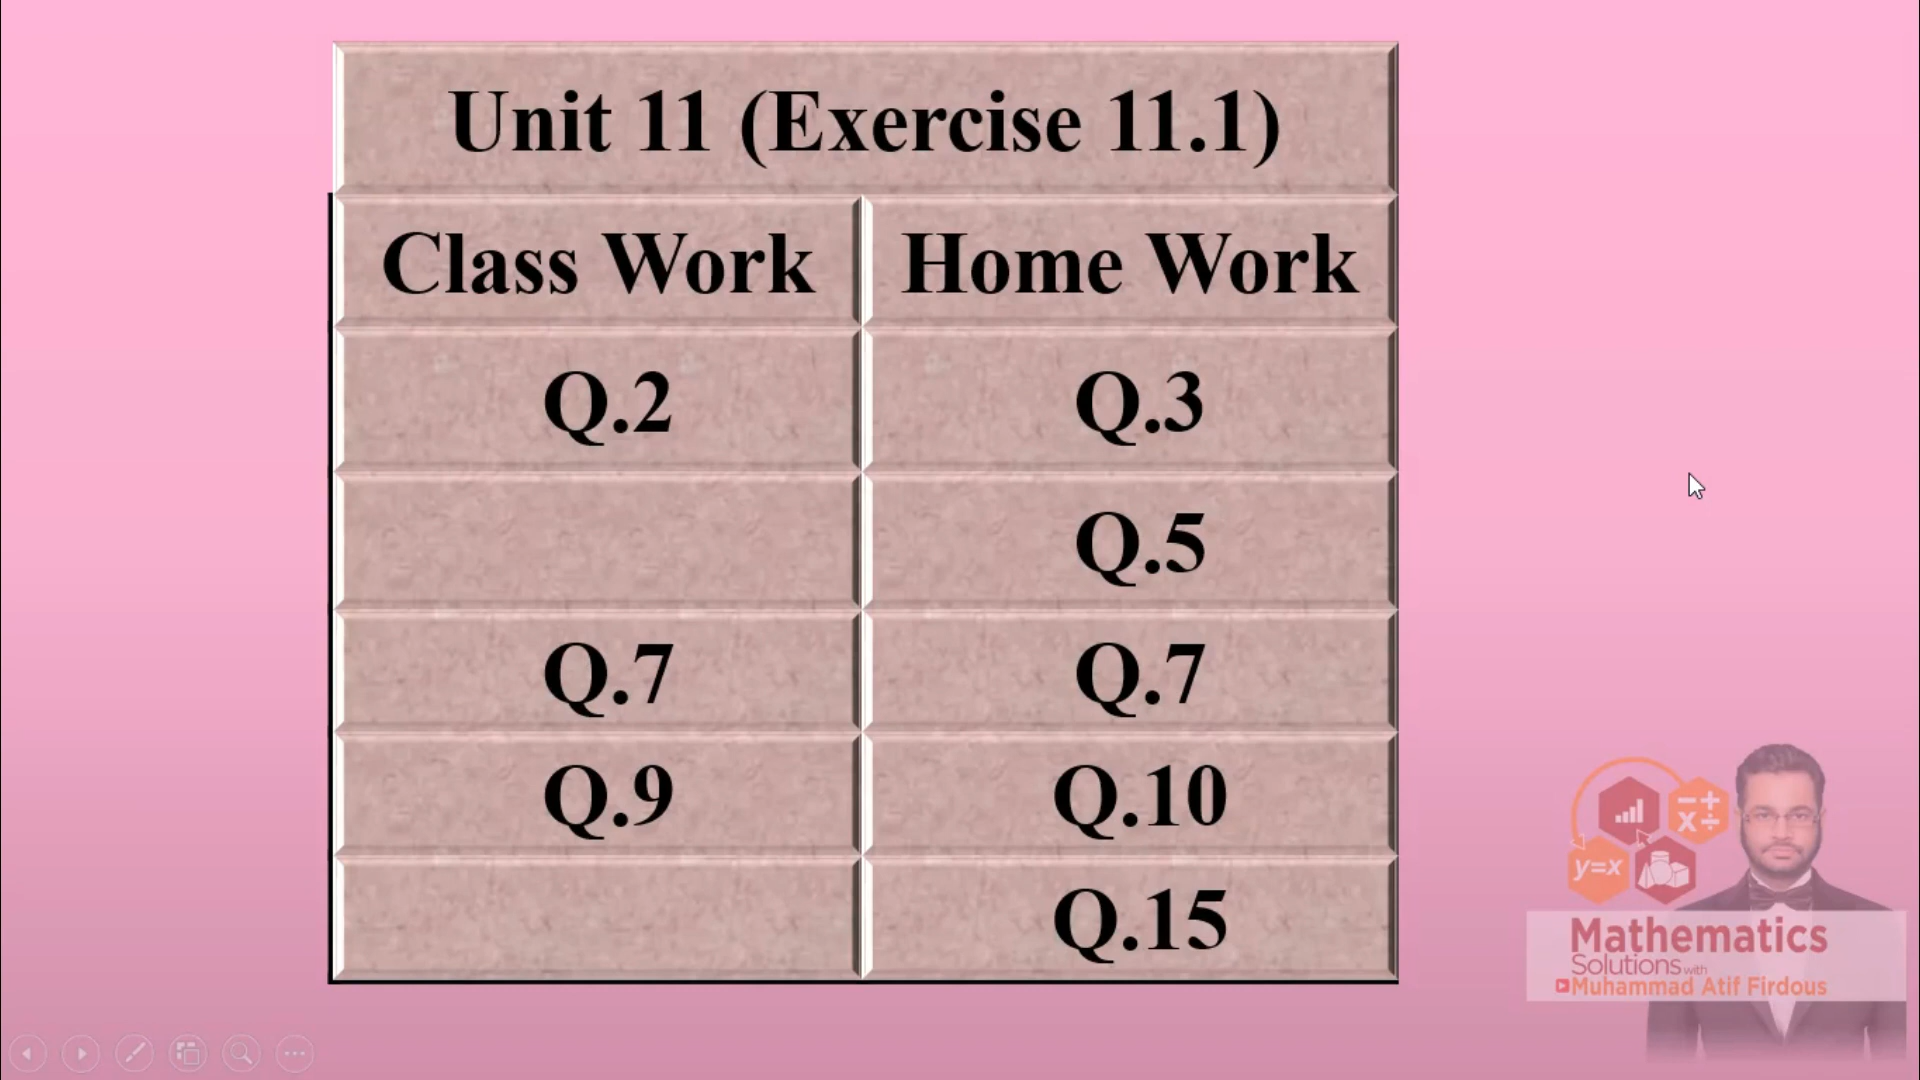 Unit 11 (Exercise 11.1)
Class Work Home Work
Q.2 Q.3
Q.5
Q.7 Q.7
Q.9 Q.10
Q.15
y=x
Mathematics
Solutions with
Muhammad Atif Firdous